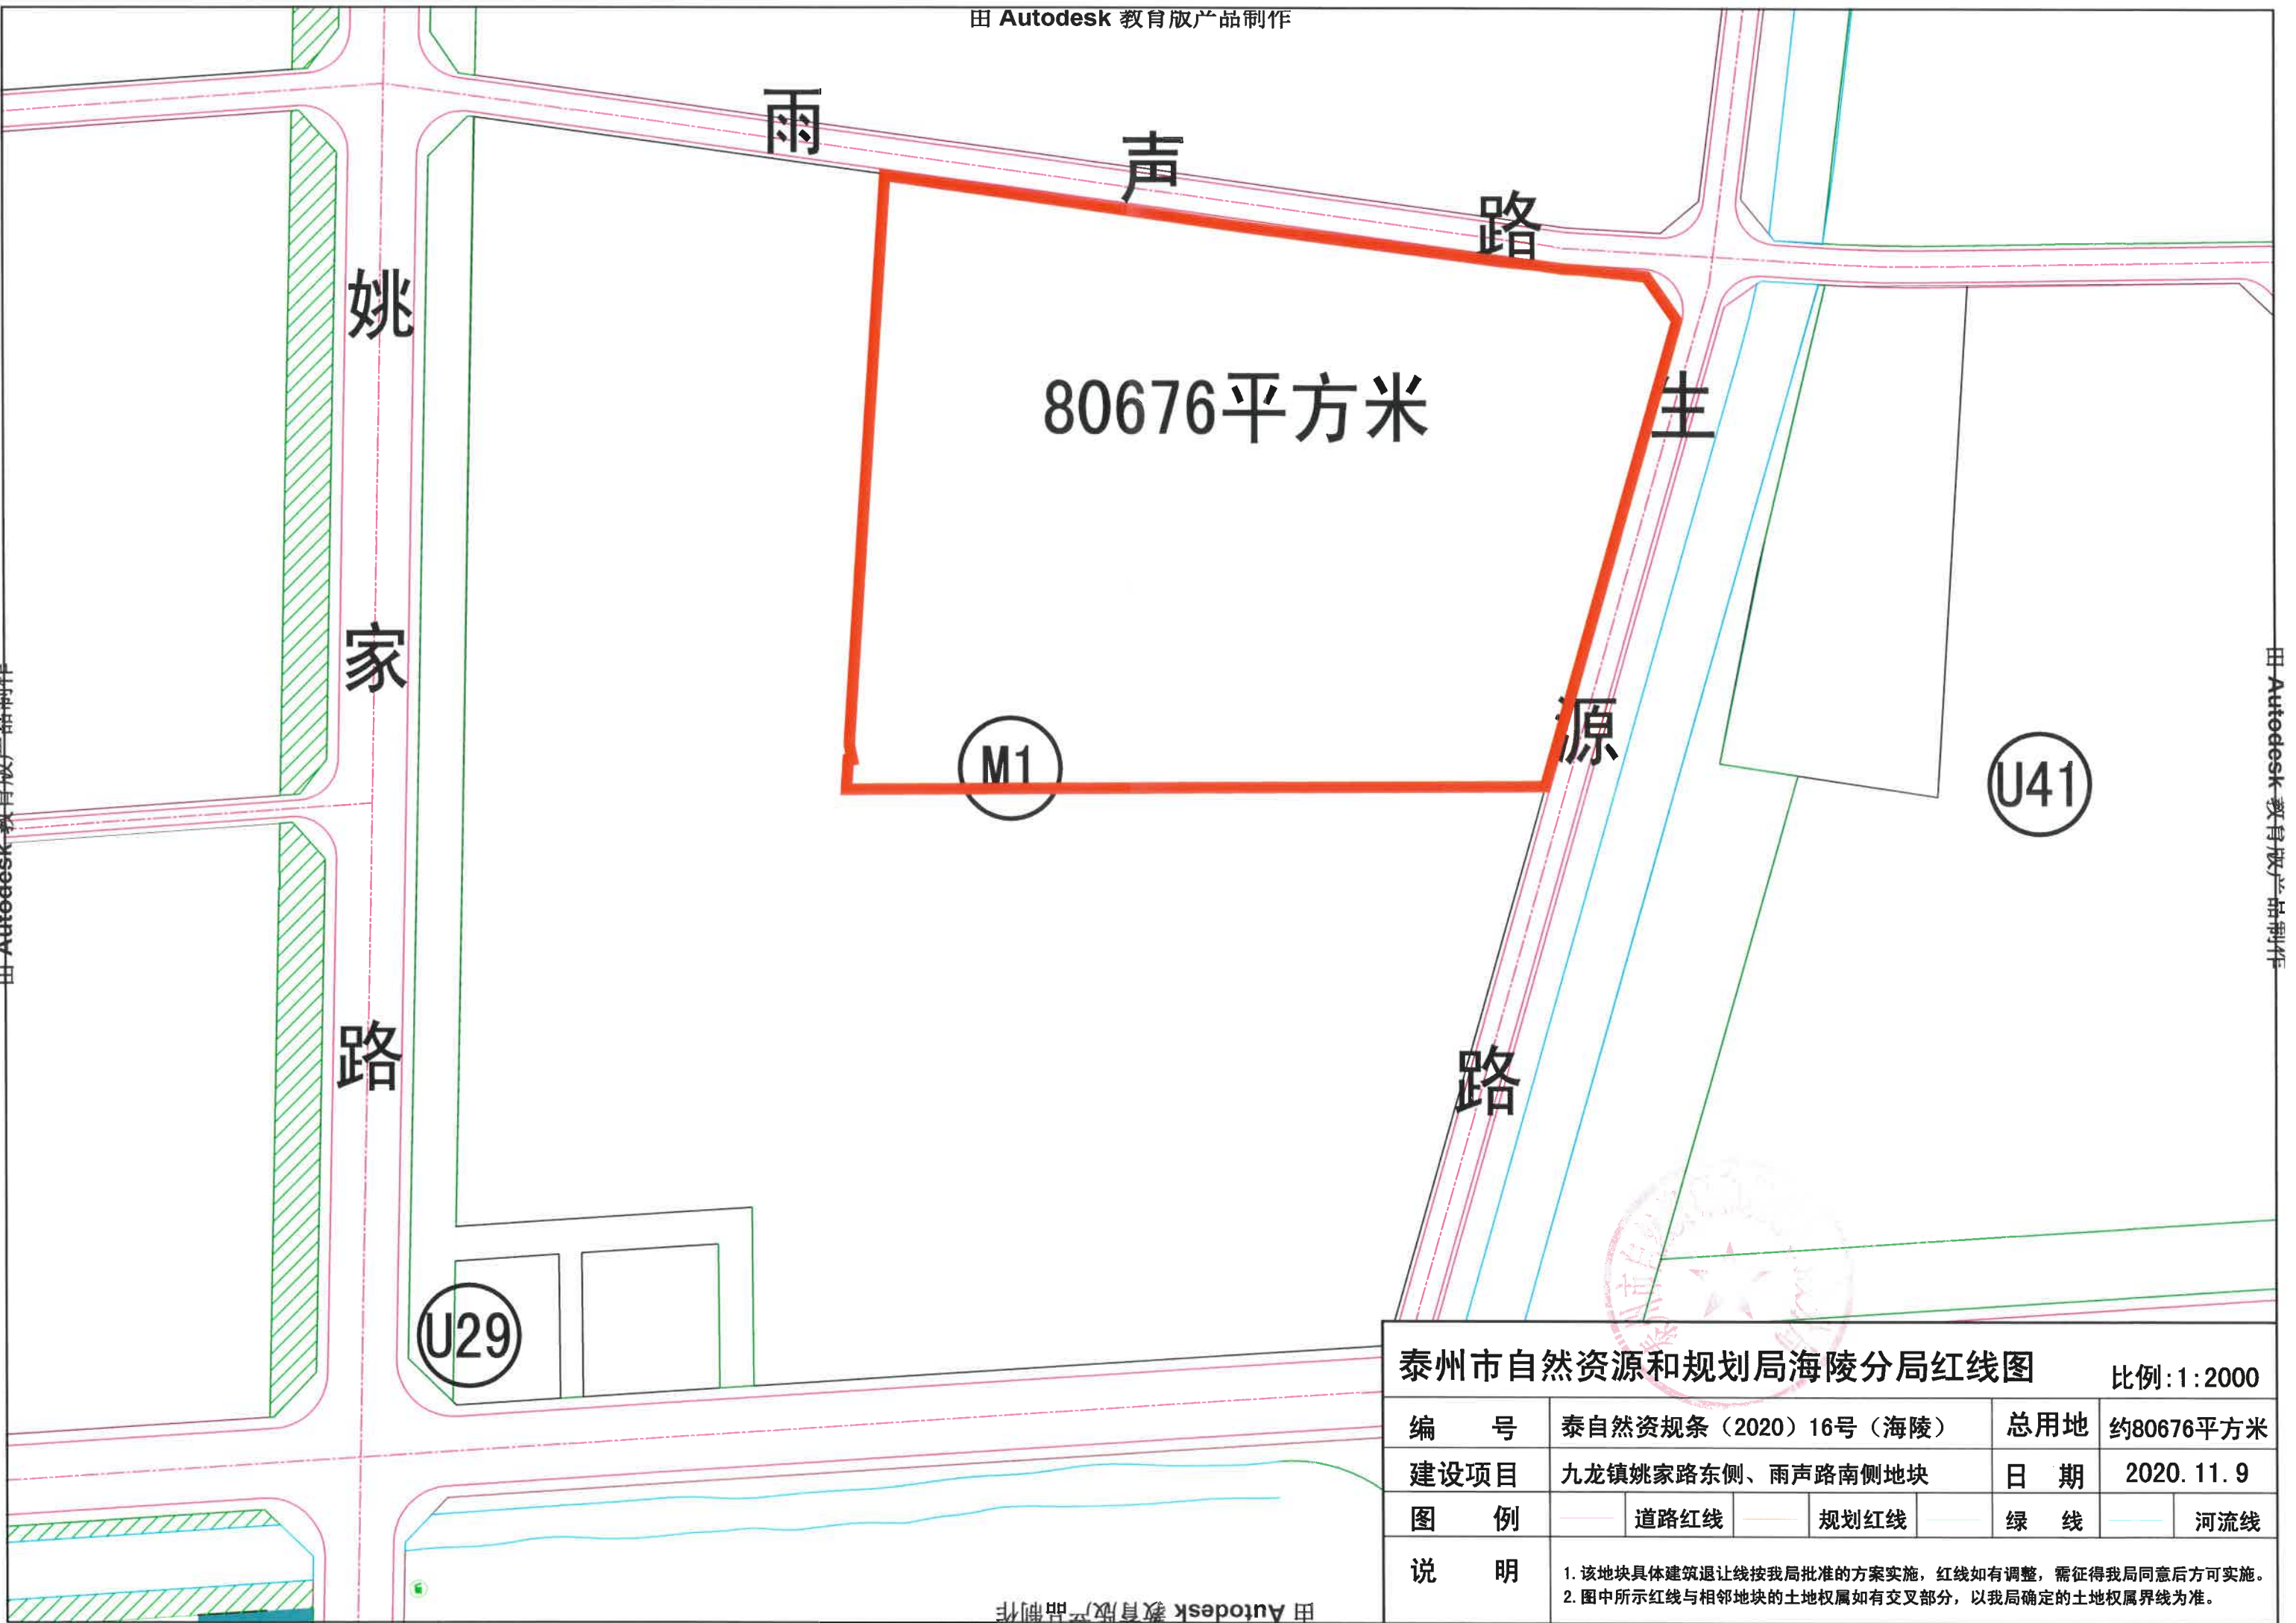 由 Autodesk 教育版产品制作
雨声路
姚家路
80676平方米
生源路
M1
U41
U29
由 Autodesk 教育版产品制作
由 Autodesk 教育版产品制作
由 Autodesk 教育版产品制作
泰州市自然资源和规划局海陵分局红线图 比例:1:2000
编号 泰自然资规条（2020）16号（海陵） 总用地 约80676平方米
建设项目 九龙镇姚家路东侧、雨声路南侧地块 日期 2020.11.9
图例 道路红线 规划红线 绿线 河流线
说明 1.该地块具体建筑退让线按我局批准的方案实施，红线如有调整，需征得我局同意后方可实施。
2.图中所示红线与相邻地块的土地权属如有交叉部分，以我局确定的土地权属界线为准。